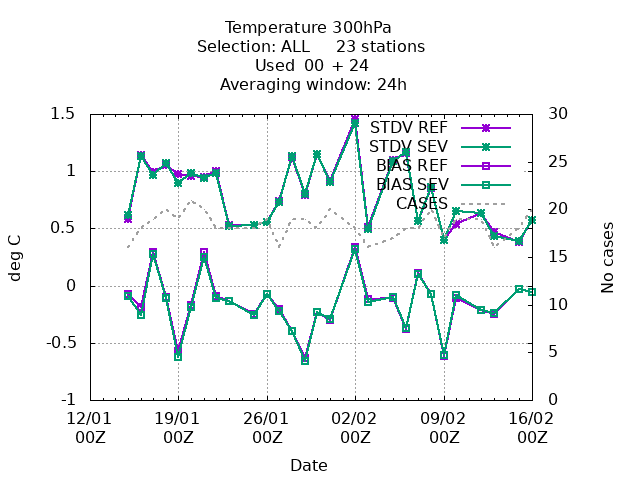 Temperature 300hPa
Selection: ALL 23 stations
Used 00 + 24
Averaging window: 24h
1.5
1
0.5
0
-0.5
-1
deg C
30
25
20
15
10
5
0
No cases
STDV REF
STDV SEV
BIAS REF
BIAS SEV
CASES
12/01 19/01 26/01 02/02 09/02 16/02
00Z 00Z 00Z 00Z 00Z 00Z
Date